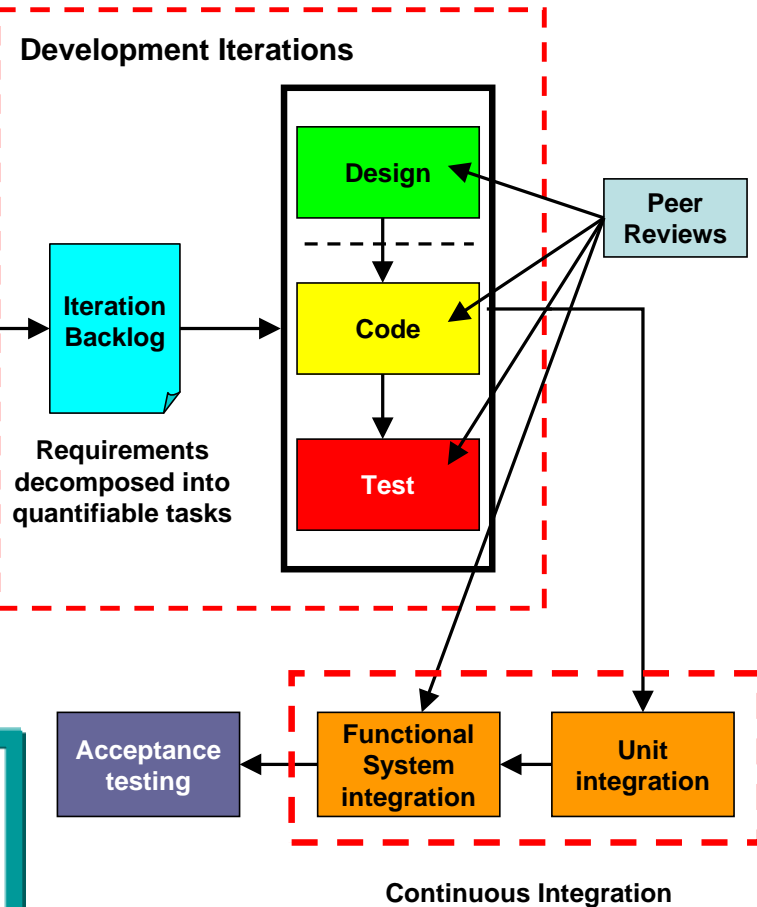 Development Iterations
Design
Peer
Reviews
Iteration
Backlog
Code
Requirements
decomposed into
quantifiable tasks
Test
Acceptance
testing
Functional
System
integration
Unit
integration
Continuous Integration